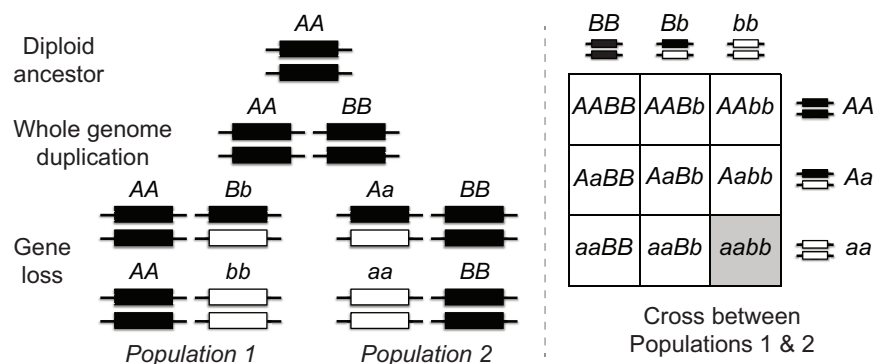 AA
Diploid
ancestor
AA BB
Whole genome
duplication
AA Bb Aa BB
Gene
loss
AA bb aa BB
Population 1 Population 2
BB Bb bb
AABB AABb AAbb AA
AaBB AaBb Aabb Aa
aaBB aaBb aabb aa
Cross between
Populations 1 & 2